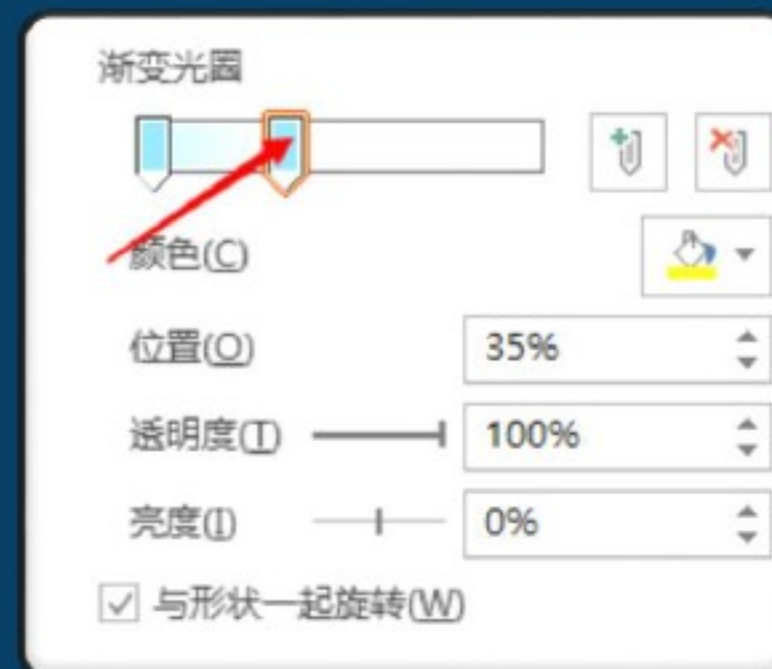 渐变光圈
颜色(C)
位置(O) 35%
透明度(T) 100%
亮度(I) 0%
与形状一起旋转(W)